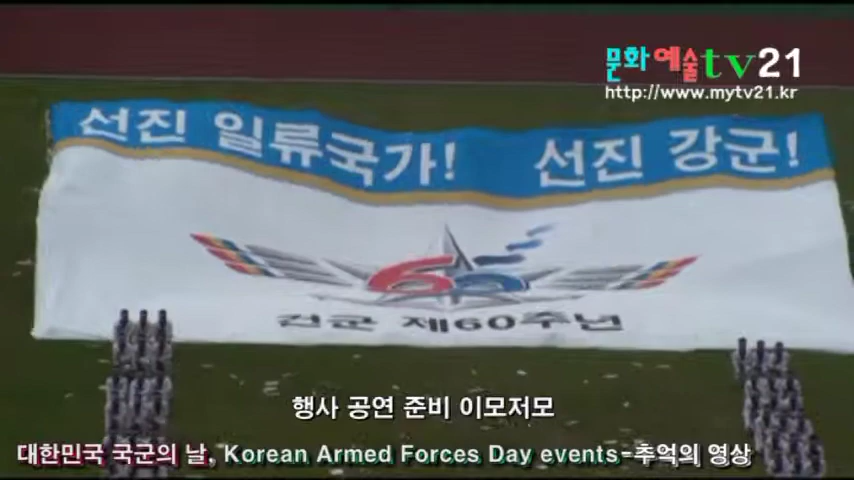 문화예술tv21
http://www.mytv21.kr
선진 일류국가! 선진 강군!
60
건군 제60주년
행사 공연 준비 이모저모
대한민국 국군의 날, Korean Armed Forces Day events-추억의 영상